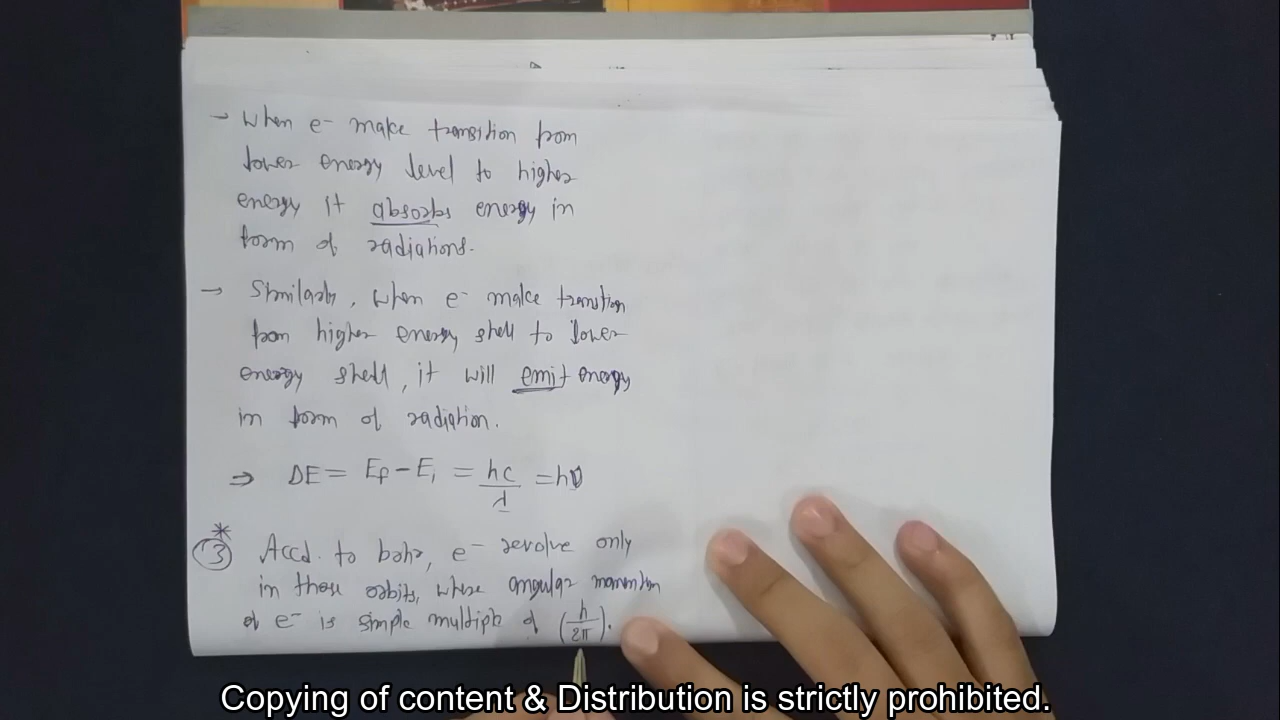 → When e⁻ make transition from
lower energy level to higher
energy it absorbs energy in
form of radiations.
→ Similarly, when e⁻ make transition
from higher energy shell to lower
energy shell, it will emit energy
in form of radiation.
⇒ ΔE = Ef - Ei = hc/λ = hν
*
③ Accd. to bohr, e⁻ revolve only
in those orbits, where angular momentum
of e⁻ is simple multiple of (h/2π).
Copying of content & Distribution is strictly prohibited.